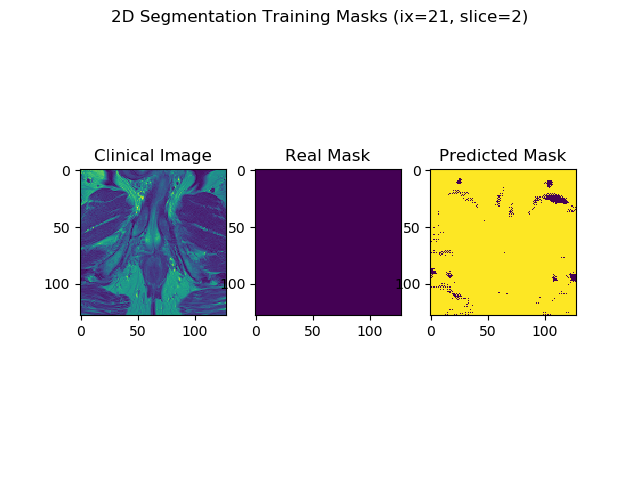 2D Segmentation Training Masks (ix=21, slice=2)
Clinical Image Real Mask Predicted Mask
0 0 0
50 50 50
100 100 100
0 50 100 0 50 100 0 50 100